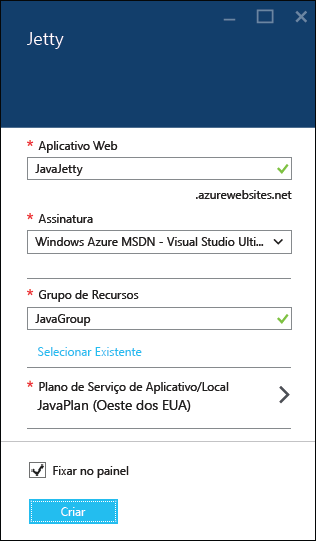 Jetty
* Aplicativo Web
JavaJetty
.azurewebsites.net
* Assinatura
Windows Azure MSDN - Visual Studio Ulti...
* Grupo de Recursos
JavaGroup
Selecionar Existente
* Plano de Serviço de Aplicativo/Local
JavaPlan (Oeste dos EUA)
Fixar no painel
Criar